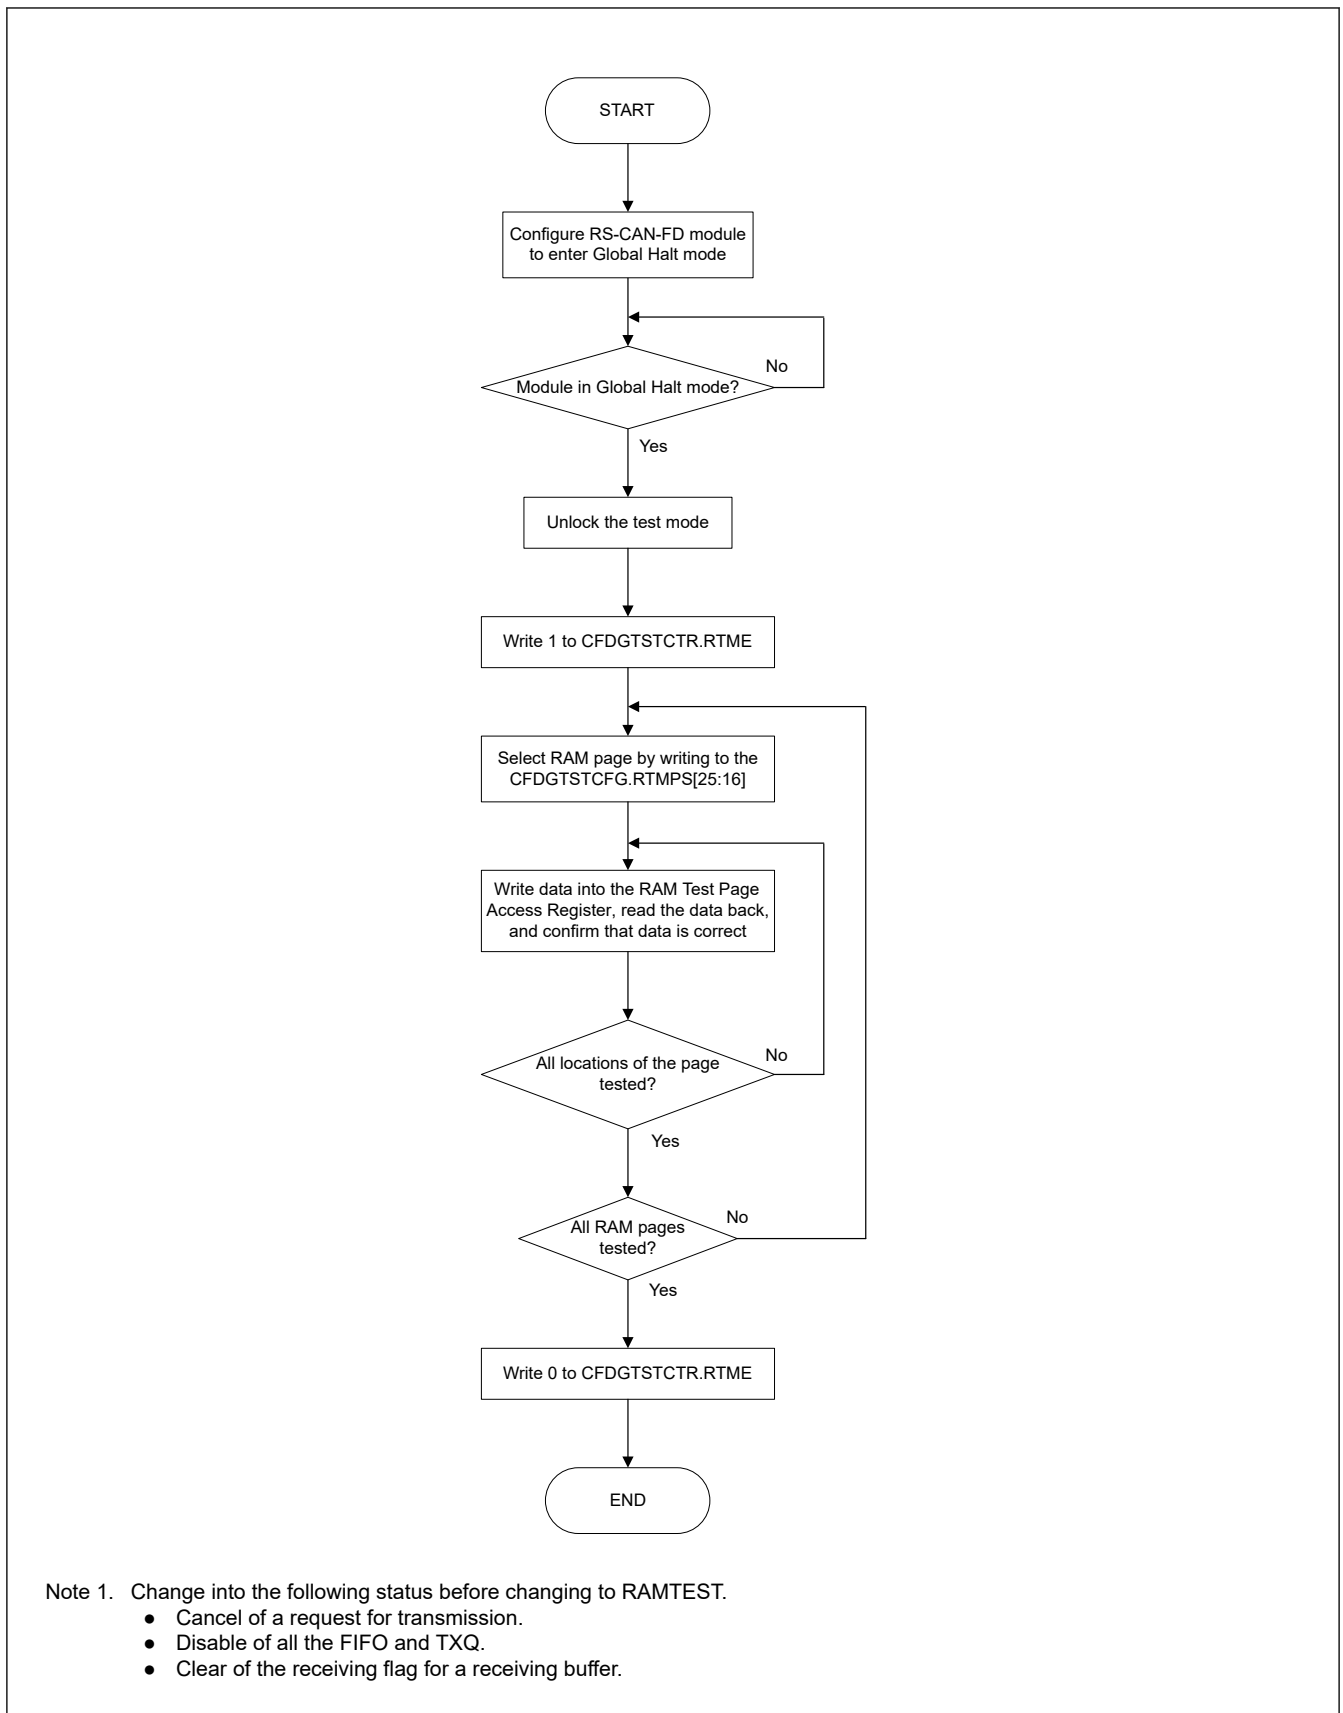 START
Configure RS-CAN-FD module
to enter Global Halt mode
No
Module in Global Halt mode?
Yes
Unlock the test mode
Write 1 to CFDGTSTCTR.RTME
Select RAM page by writing to the
CFDGTSTCFG.RTMPS[25:16]
Write data into the RAM Test Page
Access Register, read the data back,
and confirm that data is correct
No
All locations of the page
tested?
Yes
No
All RAM pages
tested?
Yes
Write 0 to CFDGTSTCTR.RTME
END
Note 1. Change into the following status before changing to RAMTEST.
● Cancel of a request for transmission.
● Disable of all the FIFO and TXQ.
● Clear of the receiving flag for a receiving buffer.